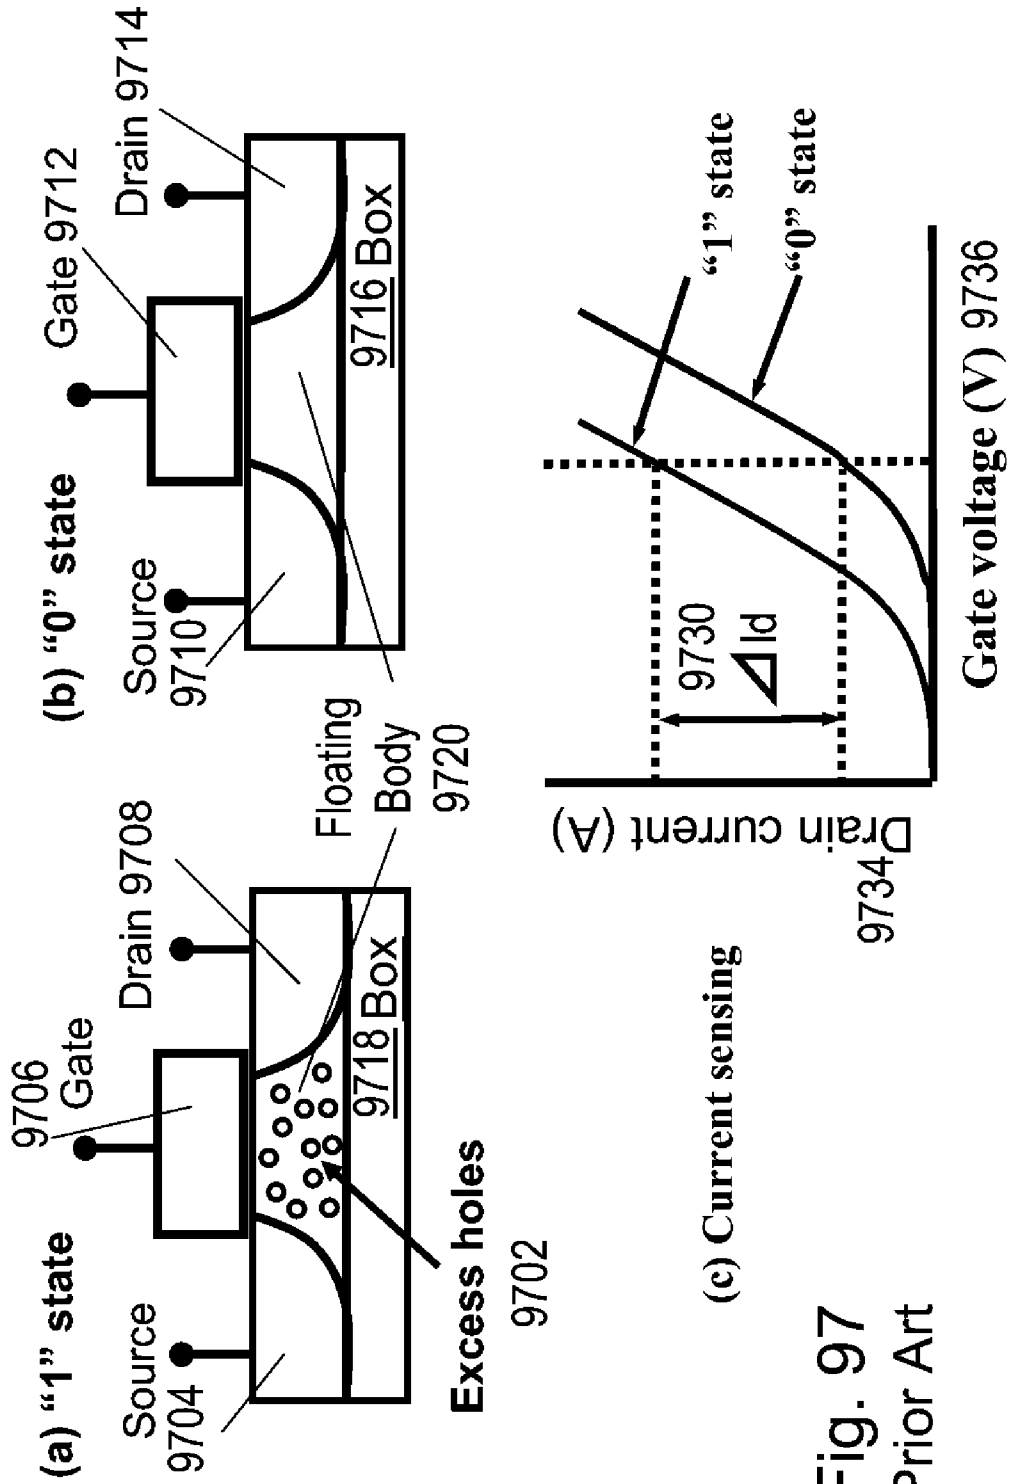 (a) “1” state
9706
Gate
Source
9704
Drain 9708
9718 Box
Excess holes
9702
Floating
Body
9720
(b) “0” state
Gate 9712
Source
9710
Drain 9714
9716 Box
(c) Current sensing
Drain current (A)
9734
9730
⊿Id
“1” state
“0” state
Gate voltage (V) 9736
Fig. 97
Prior Art